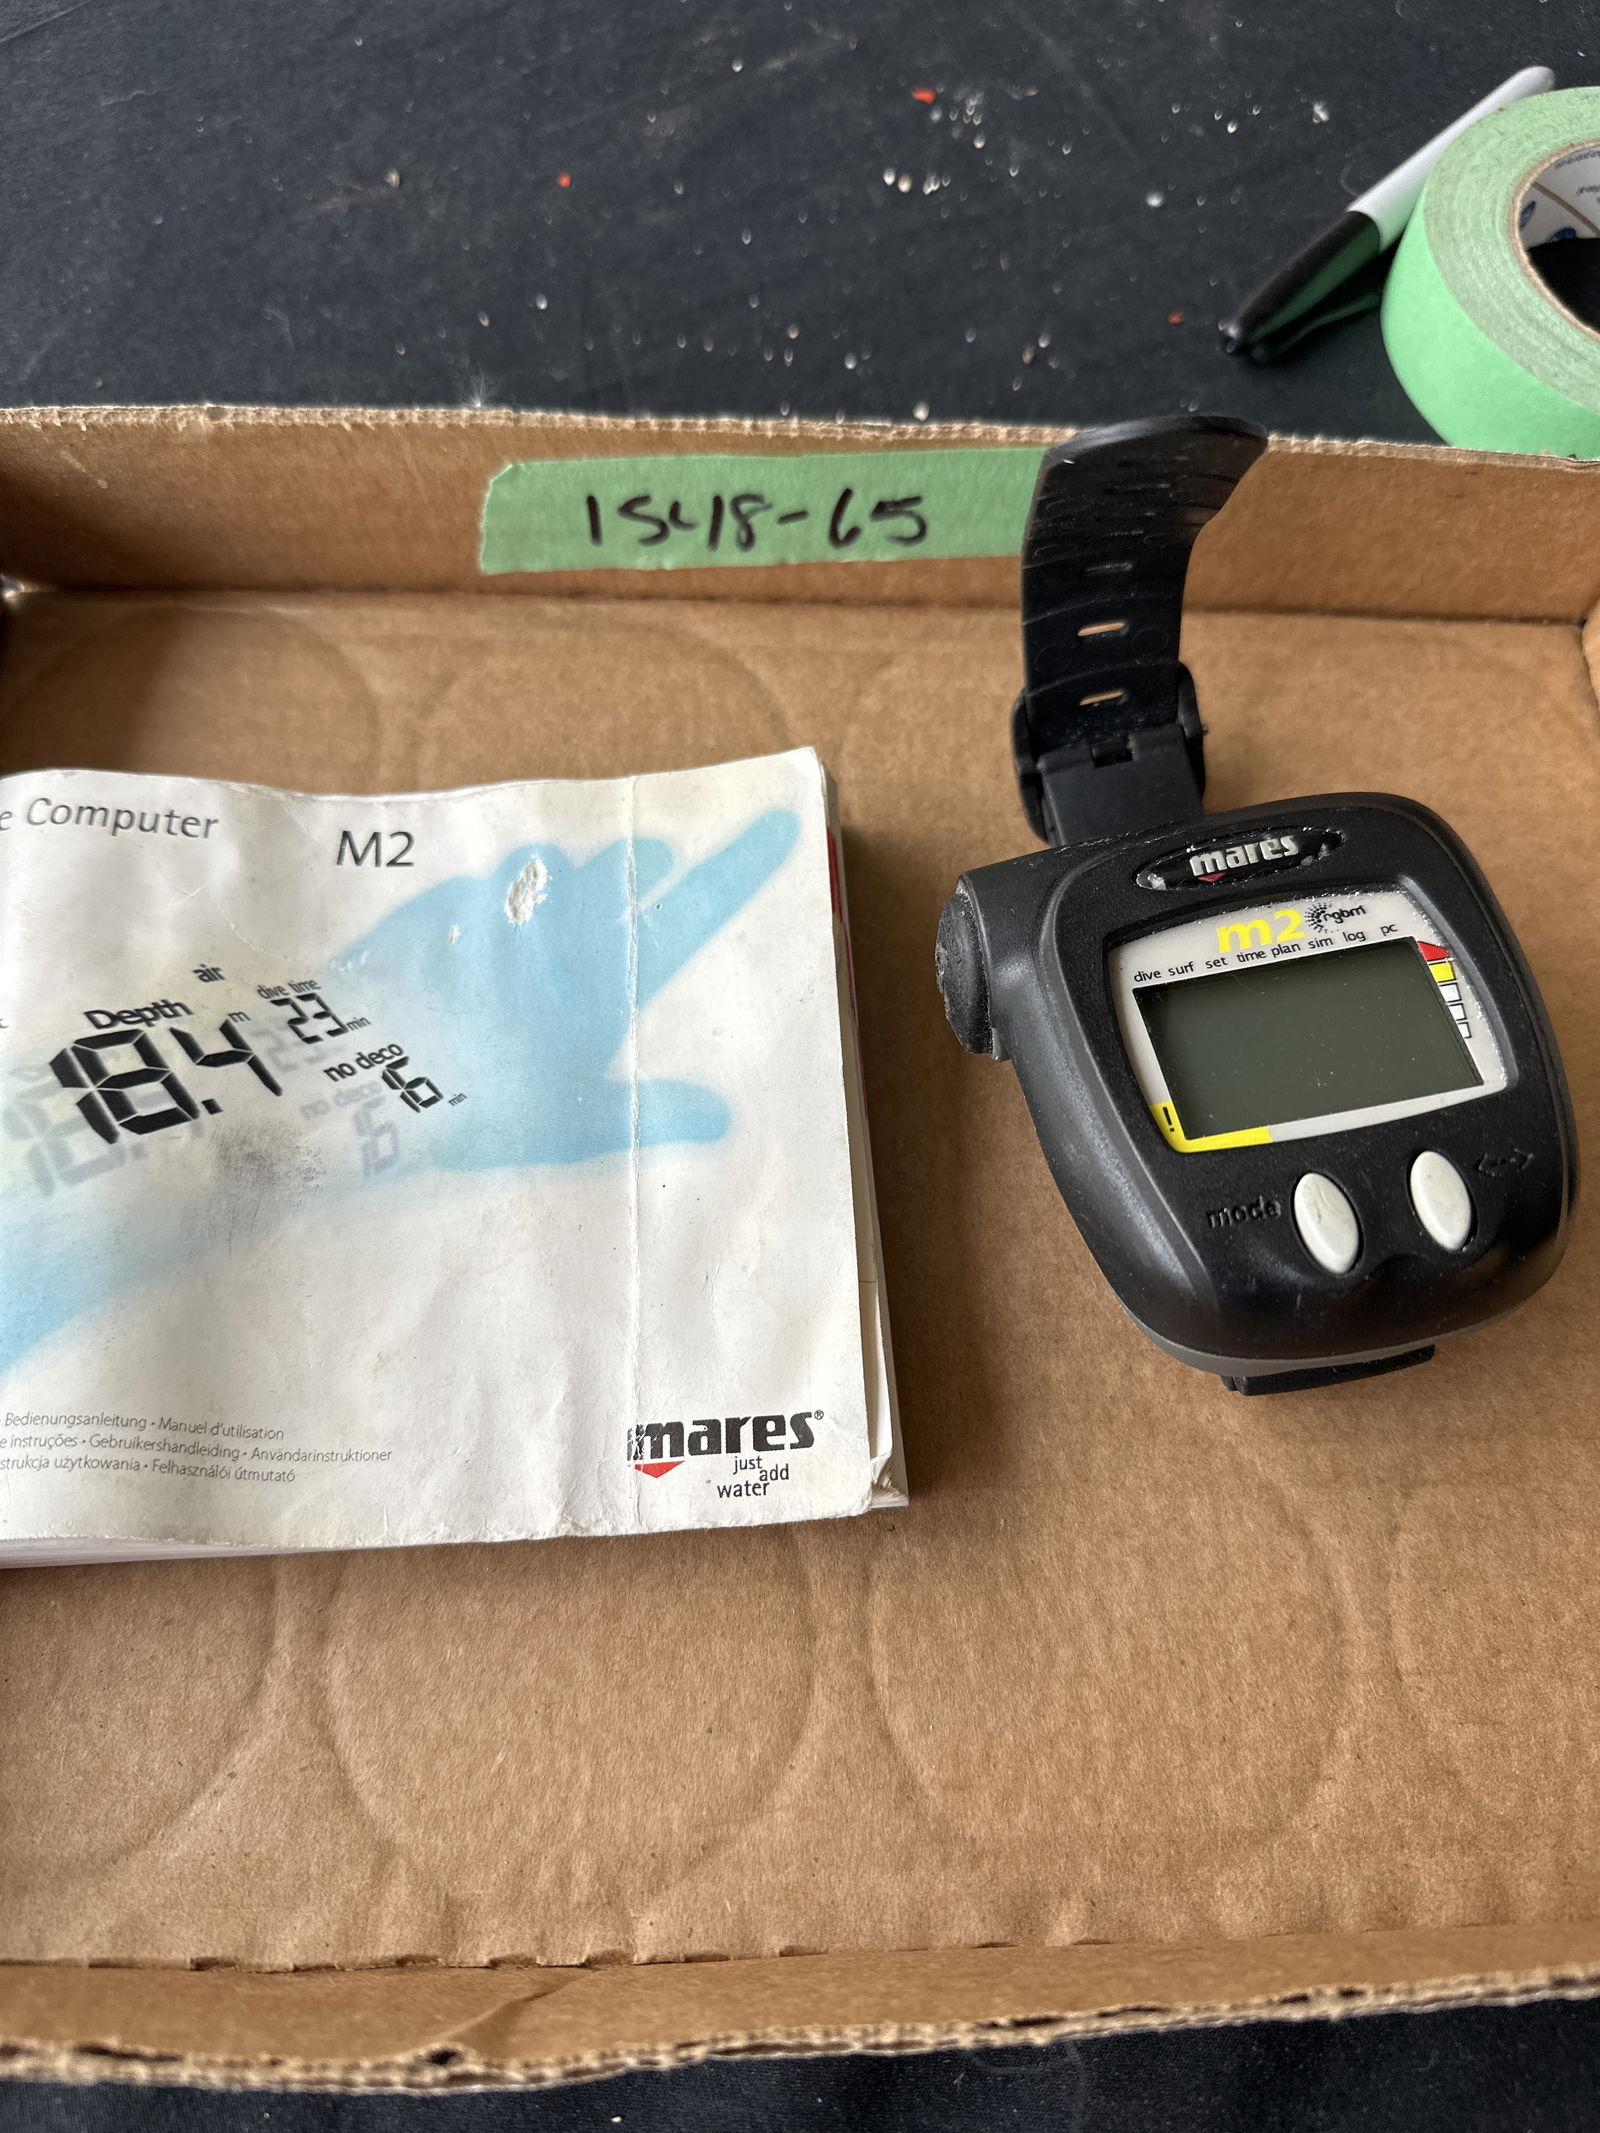 1548-65
e Computer
M2
air
Depth
dive time
18.4 m
23 min
no deco
16 min
Bedienungsanleitung • Manuel d'utilisation
e instruções • Gebruikershandleiding • Användarinstruktioner
strukcja użytkowania • Felhasználói útmutató
mares®
just
add
water
mares
m2 rgbm
dive surf set time plan sim log pc
!
mode
<--->